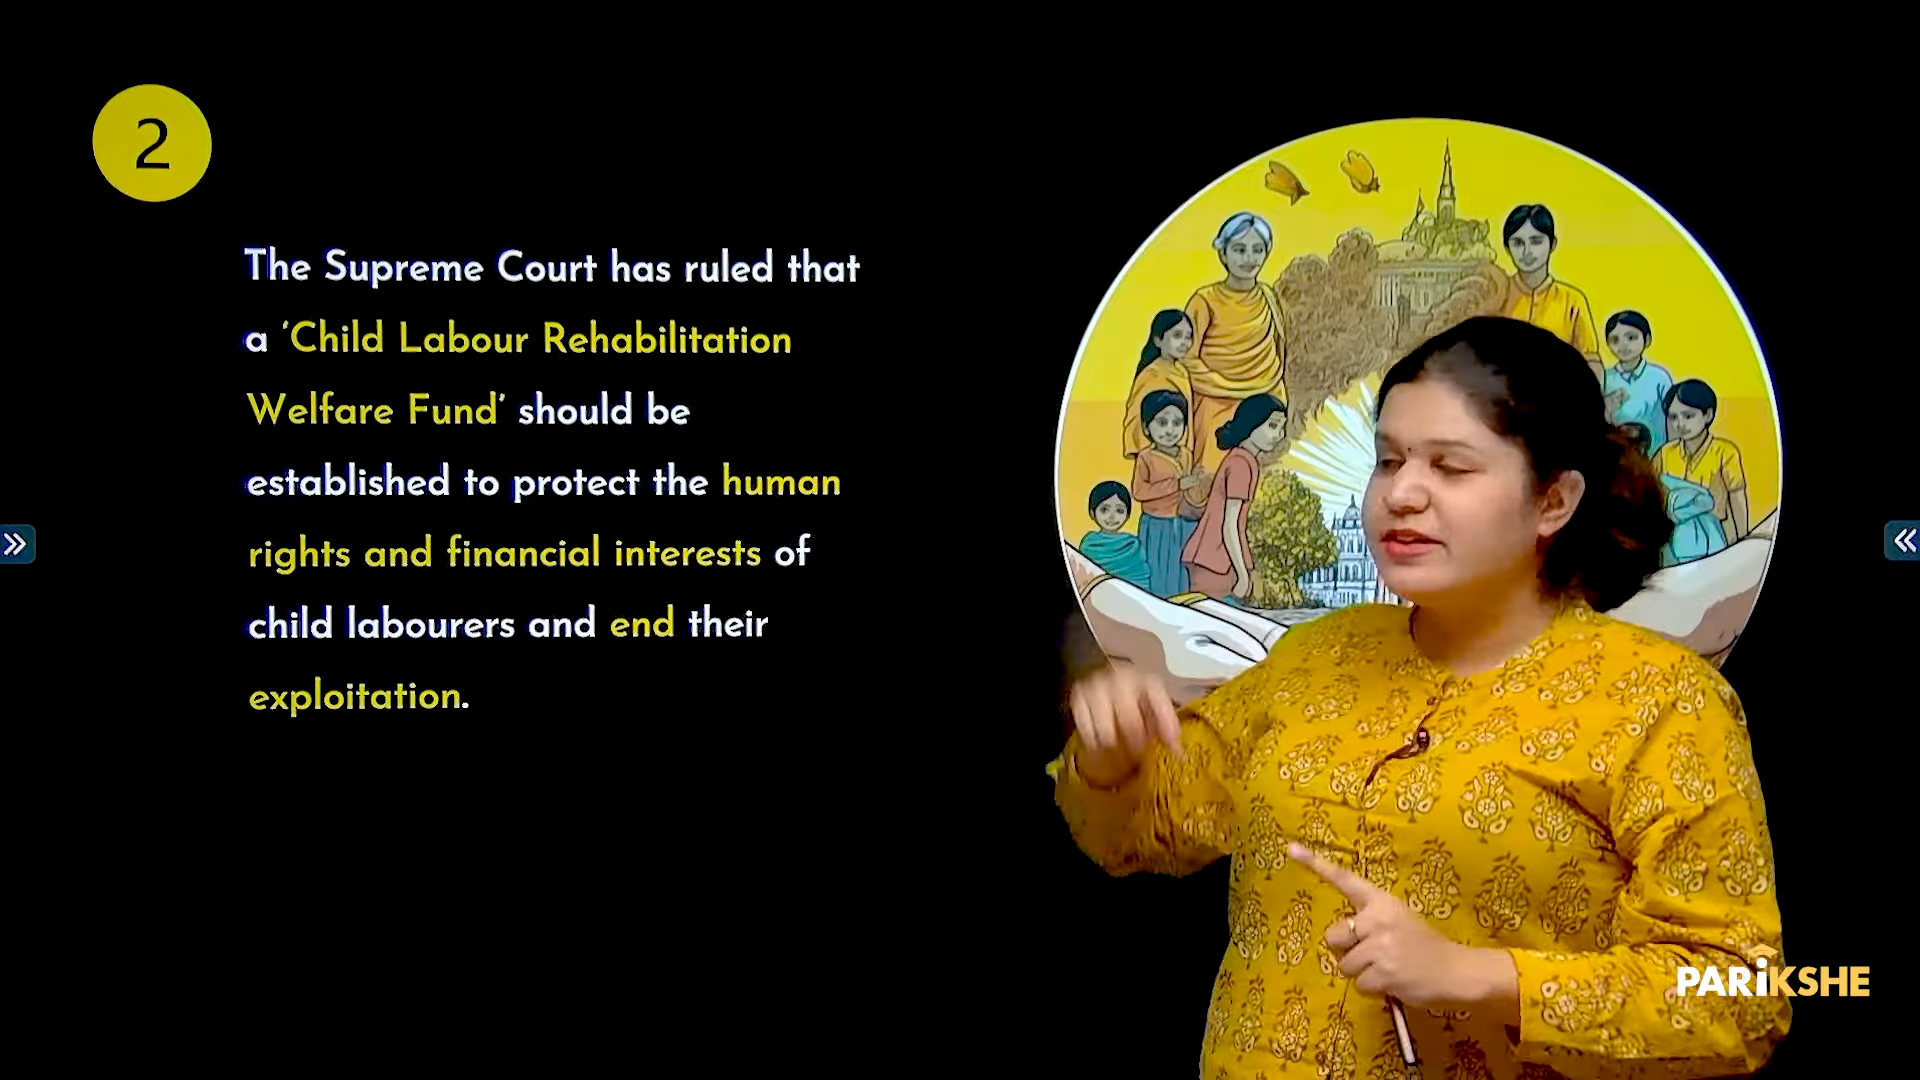 2
The Supreme Court has ruled that
a ‘Child Labour Rehabilitation
Welfare Fund’ should be
established to protect the human
rights and financial interests of
child labourers and end their
exploitation.
PARiKSHE